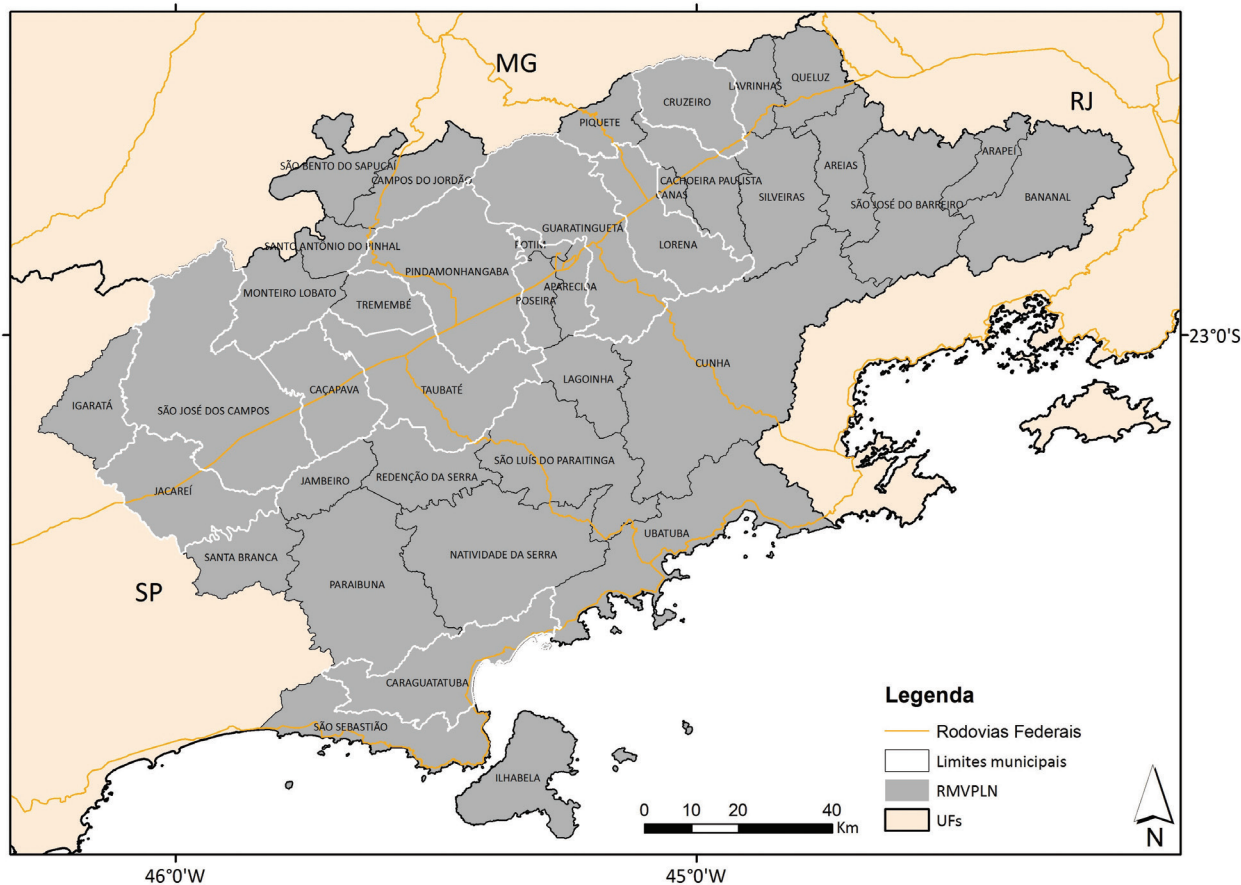 MG
RJ
QUELUZ
LAVRINHAS
CRUZEIRO
PIQUETE
ARAPEÍ
SÃO BENTO DO SAPUCAÍ
AREIAS
CAMPOS DO JORDÃO
CACHOEIRA PAULISTA
CANAS
SILVEIRAS
BANANAL
SÃO JOSÉ DO BARREIRO
GUARATINGUETÁ
SANTO ANTÔNIO DO PINHAL
POTIM
LORENA
PINDAMONHANGABA
APARECIDA
MONTEIRO LOBATO
TREMEMBÉ
POSEIRA
23°0'S
CUNHA
LAGOINHA
CAÇAPAVA
TAUBATÉ
IGARATÁ
SÃO JOSÉ DOS CAMPOS
SÃO LUÍS DO PARAITINGA
JAMBEIRO
REDENÇÃO DA SERRA
JACAREÍ
UBATUBA
SANTA BRANCA
NATIVIDADE DA SERRA
PARAIBUNA
SP
CARAGUATATUBA
SÃO SEBASTIÃO
ILHABELA
Legenda
Rodovias Federais
Limites municipais
RMVPLN
UFs
0 10 20 40
Km
N
46°0'W
45°0'W